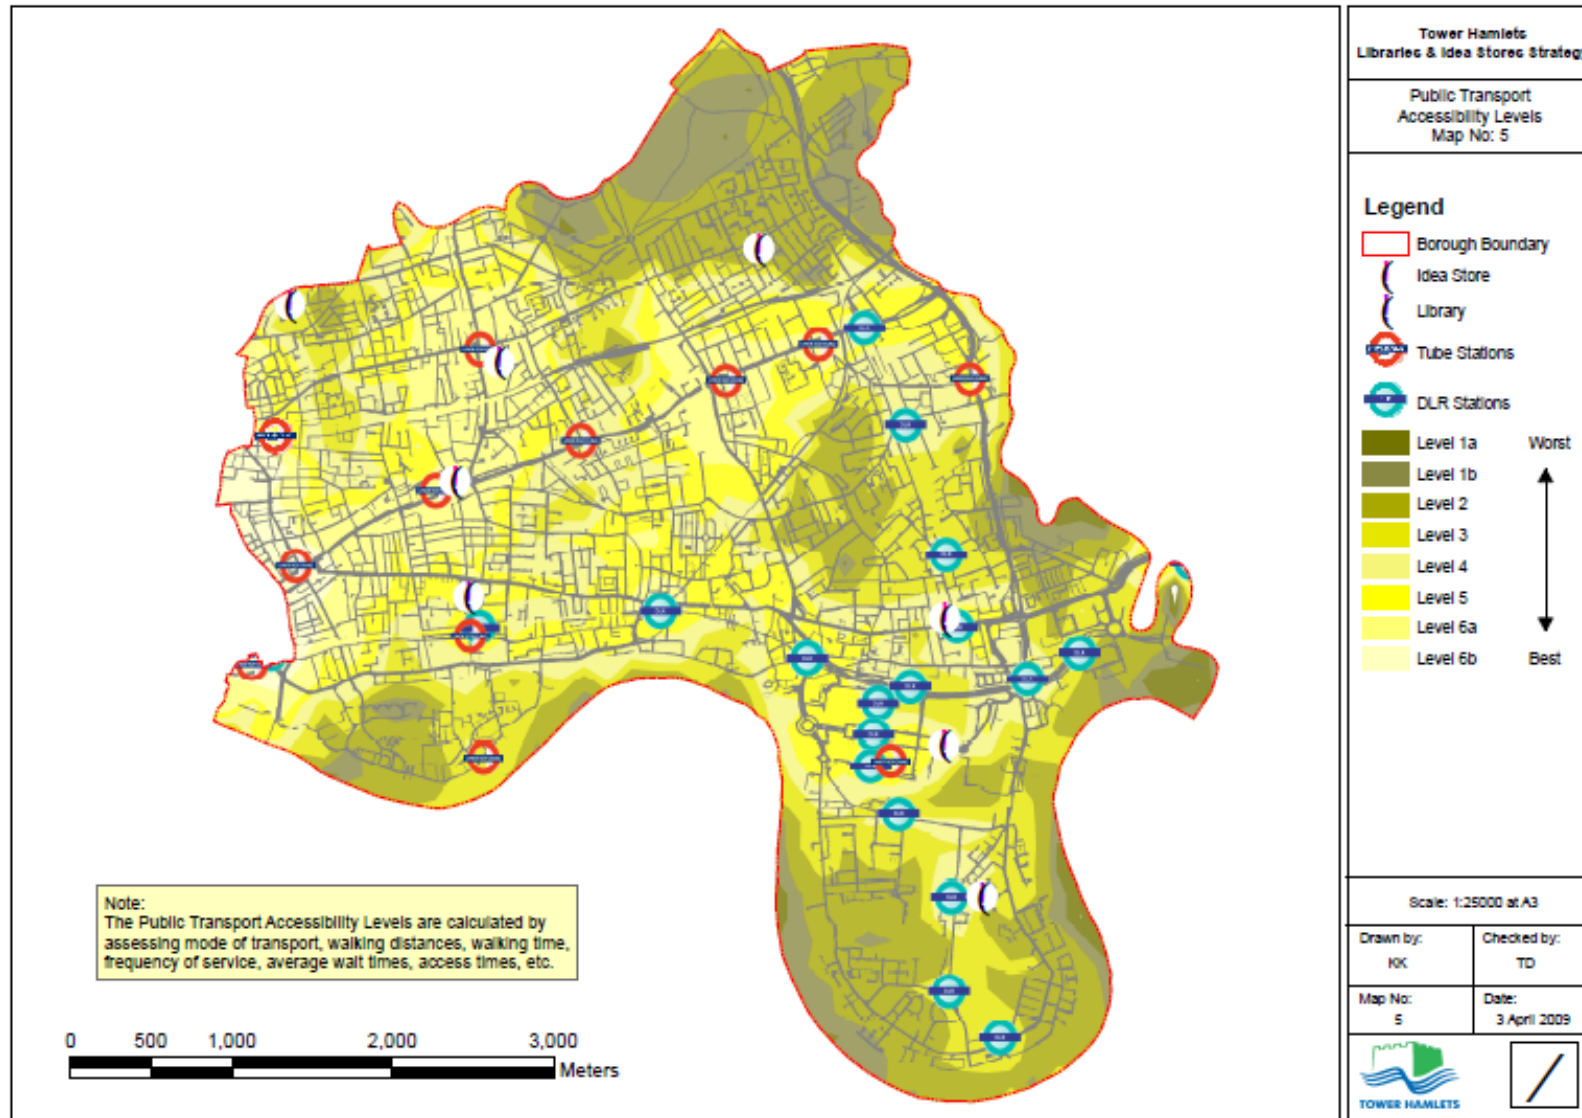 Tower Hamlets
Libraries & Idea Stores Strategy
Public Transport
Accessibility Levels
Map No: 5
Legend
Borough Boundary
Idea Store
Library
Tube Stations
DLR Stations
Level 1a Worst
Level 1b
Level 2
Level 3
Level 4
Level 5
Level 6a
Level 6b Best
Note:
The Public Transport Accessibility Levels are calculated by
assessing mode of transport, walking distances, walking time,
frequency of service, average wait times, access times, etc.
0 500 1,000 2,000 3,000
Meters
Scale: 1:25000 at A3
Drawn by:
KK
Checked by:
TD
Map No:
5
Date:
3 April 2009
TOWER HAMLETS